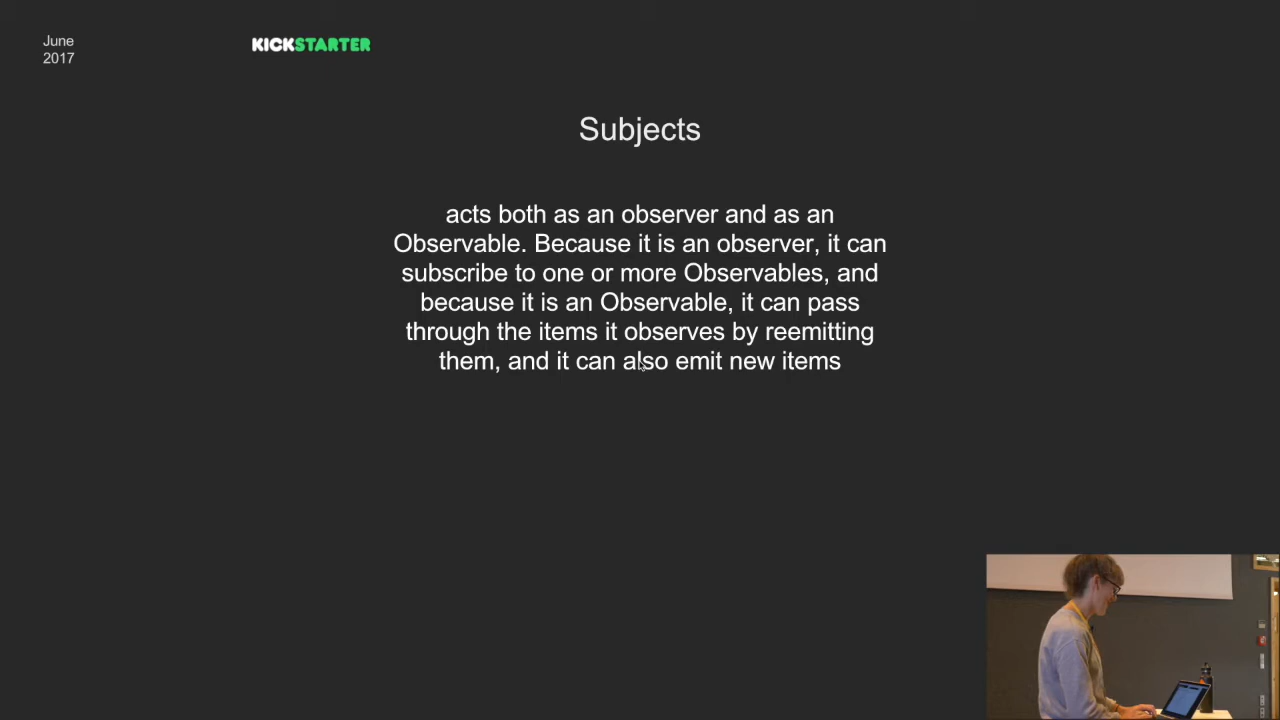 June
2017
KICKSTARTER
Subjects
acts both as an observer and as an
Observable. Because it is an observer, it can
subscribe to one or more Observables, and
because it is an Observable, it can pass
through the items it observes by reemitting
them, and it can also emit new items